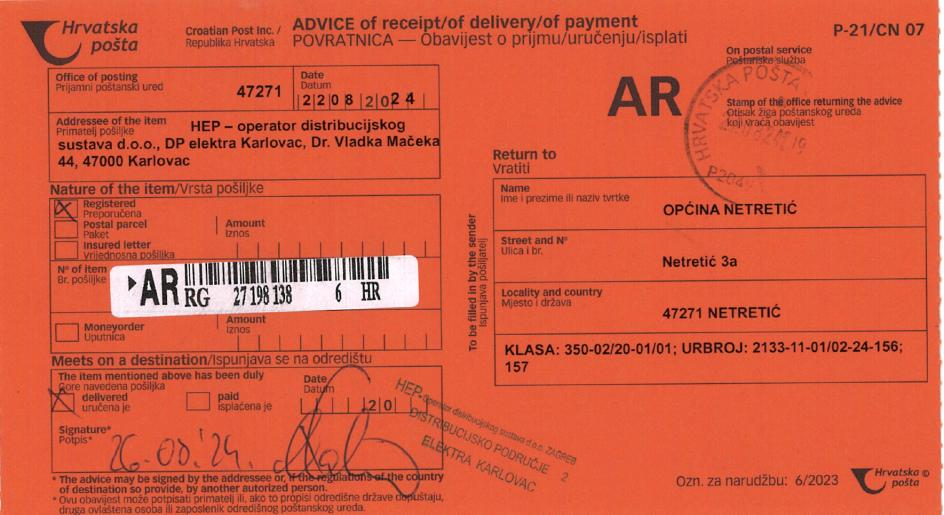 Hrvatska
pošta
Croatian Post Inc. /
Republika Hrvatska
ADVICE of receipt/of delivery/of payment
POVRATNICA — Obavijest o prijmu/uručenju/isplati
P-21/CN 07
Office of posting
Prijamni poštanski ured
47271
Date
Datum
22 08 2024
Addressee of the item
Primatelj pošiljke
HEP – operator distribucijskog
sustava d.o.o., DP elektra Karlovac, Dr. Vladka Mačeka
44, 47000 Karlovac
Nature of the item/Vrsta pošiljke
Registered
Preporučena
Postal parcel
Paket
Amount
Iznos
Insured letter
Vrijednosna pošiljka
Nº of item
Br. pošiljke
AR RG 27 198 138 6 HR
Moneyorder
Uputnica
Amount
Iznos
Meets on a destination/Ispunjava se na odredištu
The item mentioned above has been duly
Gore navedena pošiljka
delivered
uručena je
paid
isplaćena je
Date
Datum
20
Signature*
Potpis*
26.08.'24.
* The advice may be signed by the addressee or, if the regulations of the country
of destination so provide, by another autorized person.
* Ovu obavijest može potpisati primatelj ili, ako to propisi odredišne države depuštaju,
druga ovlaštena osoba ili zaposlenik odredišnog poštanskog ureda.
HEP-Operator distribucijskog sustava d.o.o. ZAGREB
DISTRIBUCIJSKO PODRUČJE
ELEKTRA KARLOVAC
2
AR
On postal service
Poštanska služba
Stamp of the office returning the advice
Otisak žiga poštanskog ureda
koji vraća obavijest
HRVATSKA POŠTA
Return to
Vratiti
To be filled in by the sender
Ispunjava pošiljatelj
Name
Ime i prezime ili naziv tvrtke
OPĆINA NETRETIĆ
Street and Nº
Ulica i br.
Netretić 3a
Locality and country
Mjesto i država
47271 NETRETIĆ
KLASA: 350-02/20-01/01; URBROJ: 2133-11-01/02-24-156;
157
Ozn. za narudžbu: 6/2023
Hrvatska ©
pošta